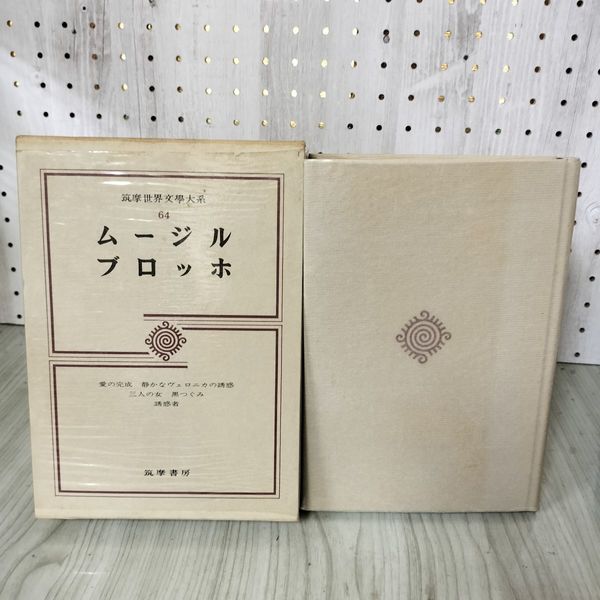 筑摩世界文學大系
64
ムージル
ブロッホ
愛の完成 静かなヴェロニカの誘惑
三人の女 黒つぐみ
誘惑者
筑摩書房